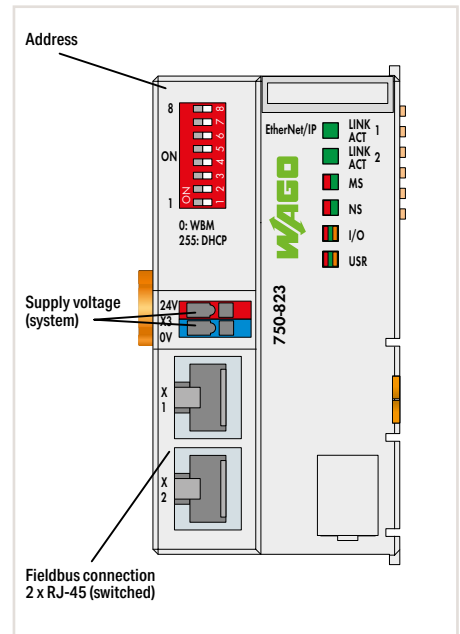 Address
8
ON
1
ON
1 2 3 4 5 6 7 8
0: WBM
255: DHCP
EtherNet/IP
LINK 1
ACT
LINK 2
ACT
MS
NS
I/O
USR
WAGO
750-823
Supply voltage
(system)
24V
X3
0V
X
1
X
2
Fieldbus connection
2 x RJ-45 (switched)